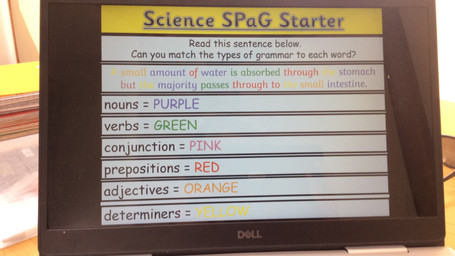 Science SPaG Starter
Read this sentence below.
Can you match the types of grammar to each word?
A small amount of water is absorbed through the stomach
but the majority passes through to the small intestine.
nouns = PURPLE
verbs = GREEN
conjunction = PINK
prepositions = RED
adjectives = ORANGE
determiners = YELLOW
DELL